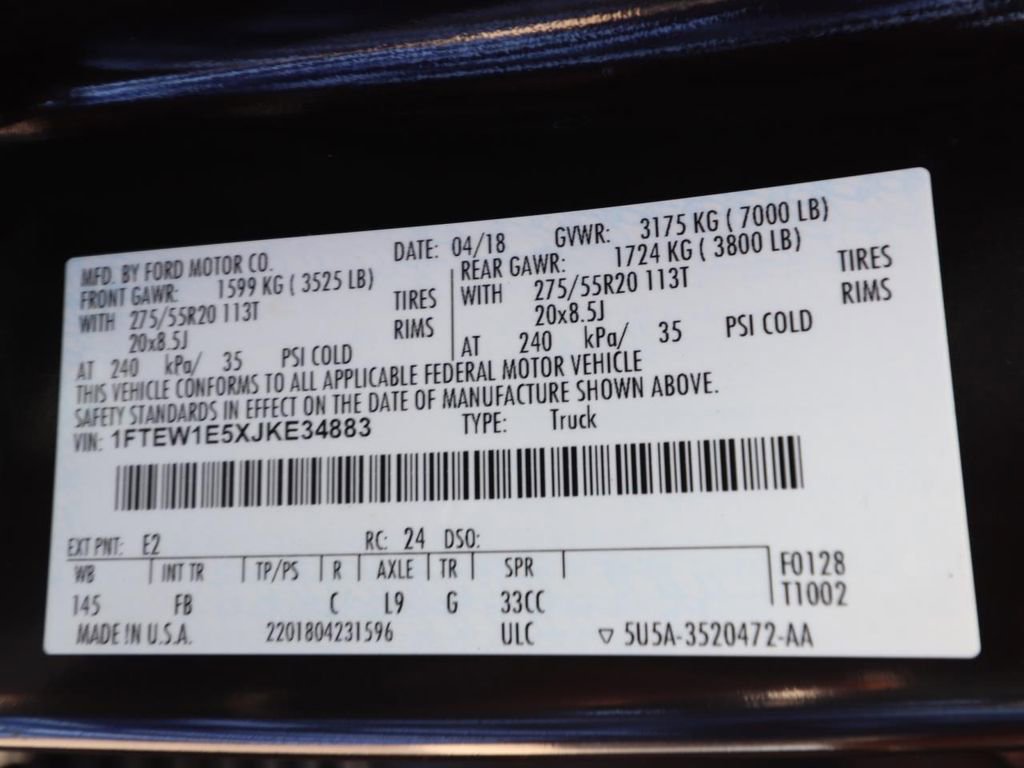 MFD. BY FORD MOTOR CO. DATE: 04/18 GVWR: 3175 KG ( 7000 LB)
FRONT GAWR: 1599 KG ( 3525 LB) REAR GAWR: 1724 KG ( 3800 LB)
WITH 275/55R20 113T TIRES WITH 275/55R20 113T TIRES
20x8.5J RIMS 20x8.5J RIMS
AT 240 kPa/ 35 PSI COLD AT 240 kPa/ 35 PSI COLD
THIS VEHICLE CONFORMS TO ALL APPLICABLE FEDERAL MOTOR VEHICLE
SAFETY STANDARDS IN EFFECT ON THE DATE OF MANUFACTURE SHOWN ABOVE.
VIN: 1FTEW1E5XJKE34883 TYPE: Truck
EXT PNT: E2 RC: 24 DSO:
WB INT TR TP/PS R AXLE TR SPR F0128
145 FB C L9 G 33CC T1002
MADE IN U.S.A. 2201804231596 ULC ▽ 5U5A-3520472-AA